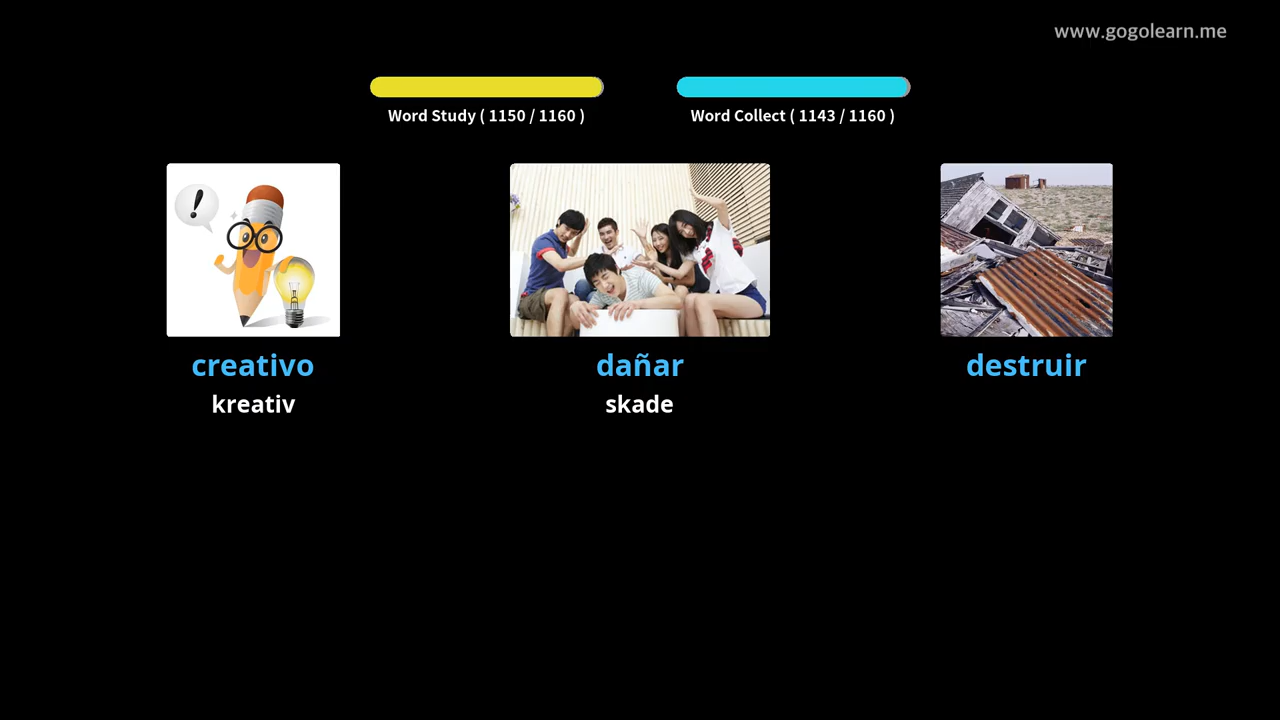 www.gogolearn.me
Word Study ( 1150 / 1160 )
Word Collect ( 1143 / 1160 )
!
creativo
dañar
destruir
kreativ
skade